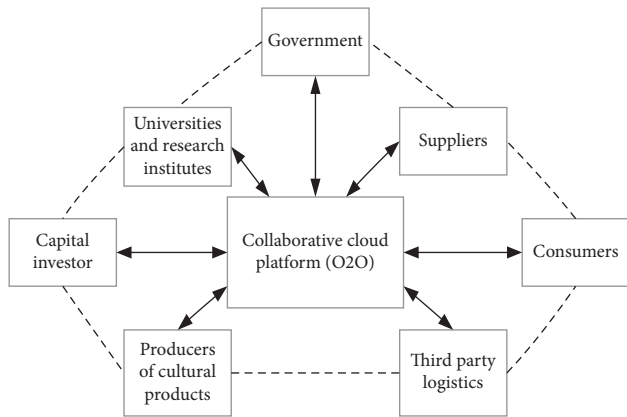 Government
Universities
and research
institutes
Suppliers
Capital
investor
Collaborative cloud
platform (O2O)
Consumers
Producers
of cultural
products
Third party
logistics